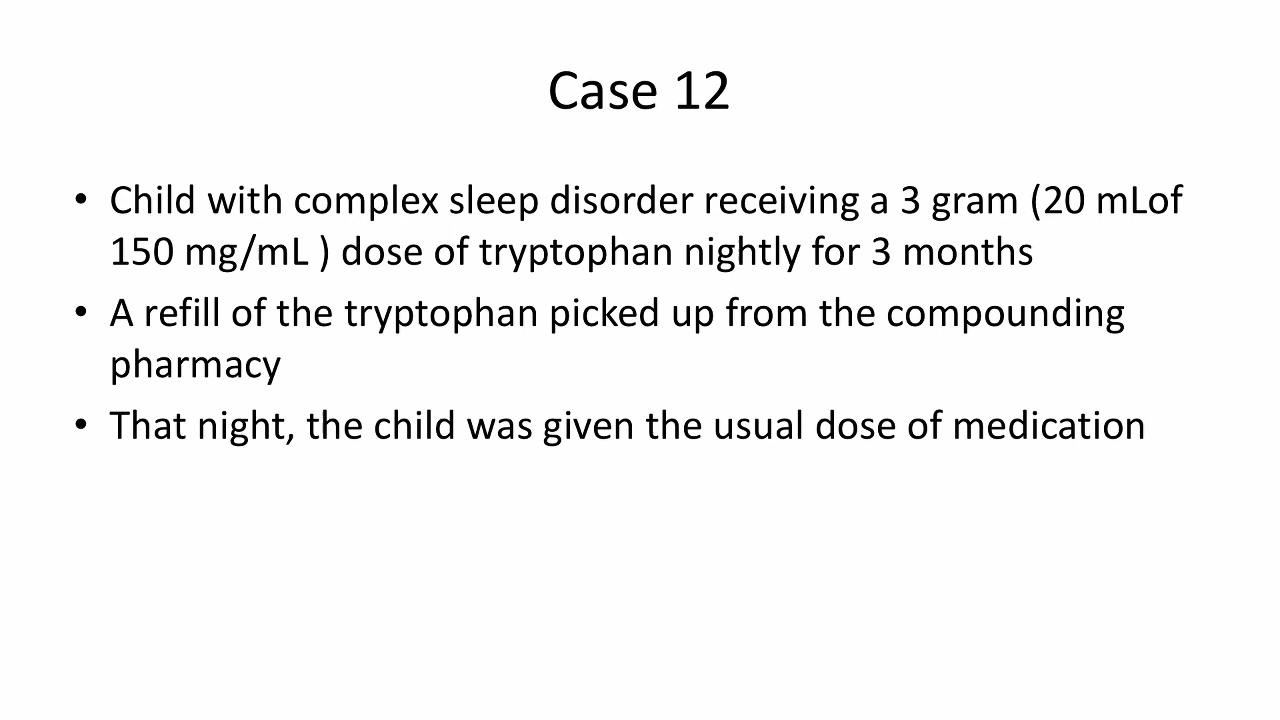 Case 12
• Child with complex sleep disorder receiving a 3 gram (20 mLof
150 mg/mL ) dose of tryptophan nightly for 3 months
• A refill of the tryptophan picked up from the compounding
pharmacy
• That night, the child was given the usual dose of medication